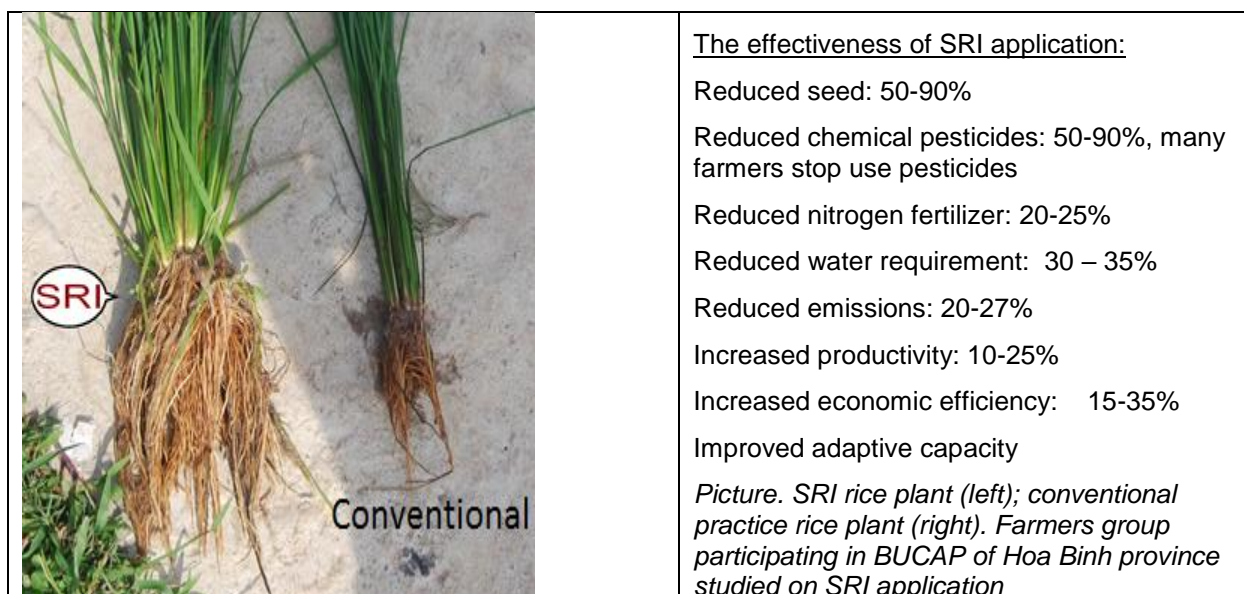 SRI
Conventional
The effectiveness of SRI application:
Reduced seed: 50-90%
Reduced chemical pesticides: 50-90%, many
farmers stop use pesticides
Reduced nitrogen fertilizer: 20-25%
Reduced water requirement: 30 – 35%
Reduced emissions: 20-27%
Increased productivity: 10-25%
Increased economic efficiency: 15-35%
Improved adaptive capacity
Picture. SRI rice plant (left); conventional
practice rice plant (right). Farmers group
participating in BUCAP of Hoa Binh province
studied on SRI application